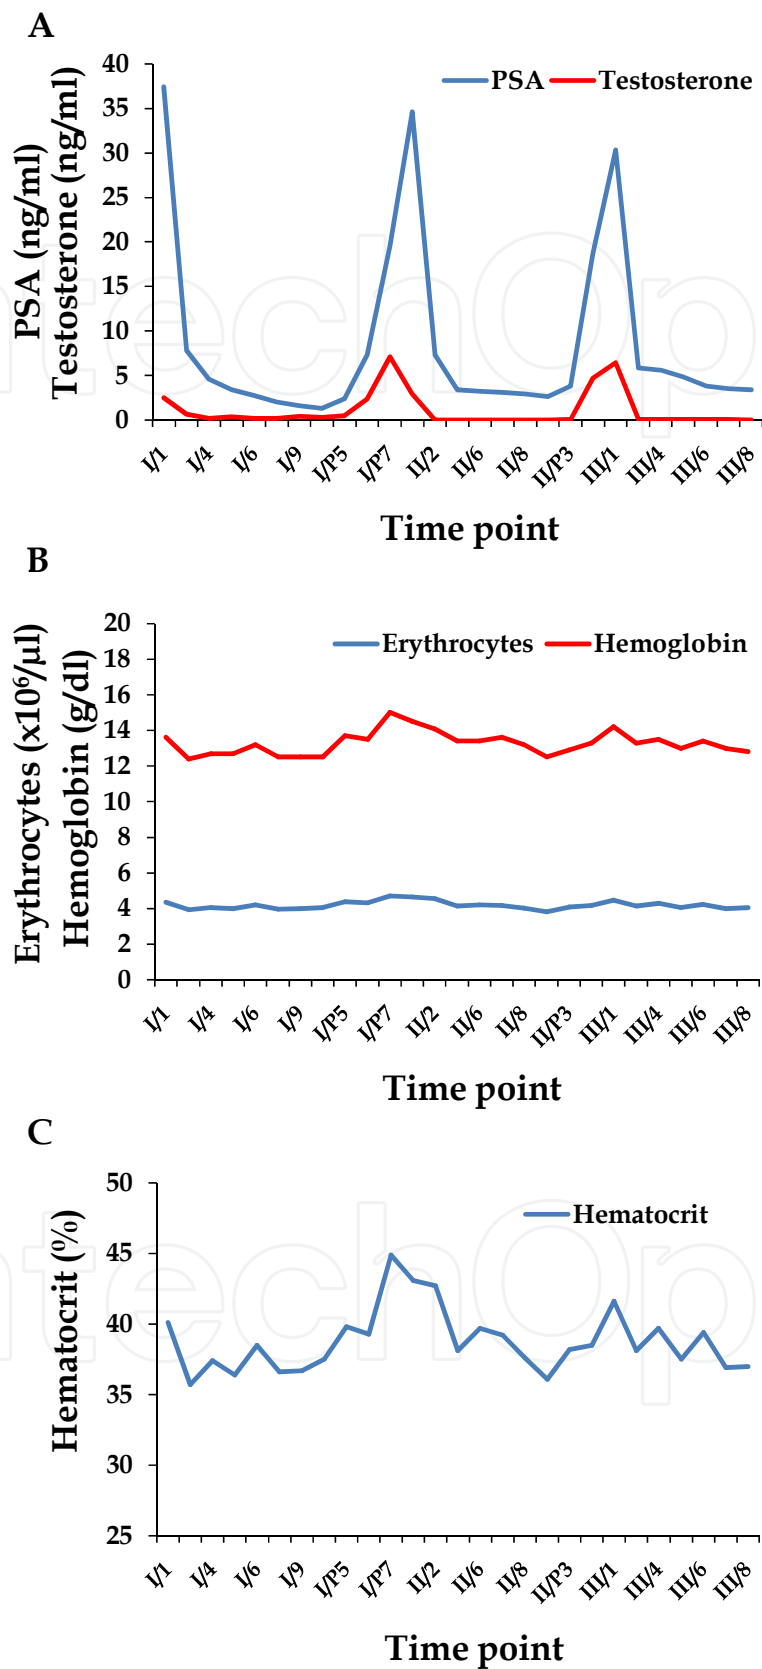 A
PSA (ng/ml)
Testosterone (ng/ml)
40
35
30
25
20
15
10
5
0
PSA Testosterone
I/1 I/4 I/6 I/9 I/P5 I/P7 II/2 II/6 II/8 II/P3 III/1 III/4 III/6 III/8
Time point
B
Erythrocytes (x10⁶/µl)
Hemoglobin (g/dl)
20
18
16
14
12
10
8
6
4
2
0
Erythrocytes Hemoglobin
I/1 I/4 I/6 I/9 I/P5 I/P7 II/2 II/6 II/8 II/P3 III/1 III/4 III/6 III/8
Time point
C
Hematocrit (%)
50
45
40
35
30
25
Hematocrit
I/1 I/4 I/6 I/9 I/P5 I/P7 II/2 II/6 II/8 II/P3 III/1 III/4 III/6 III/8
Time point